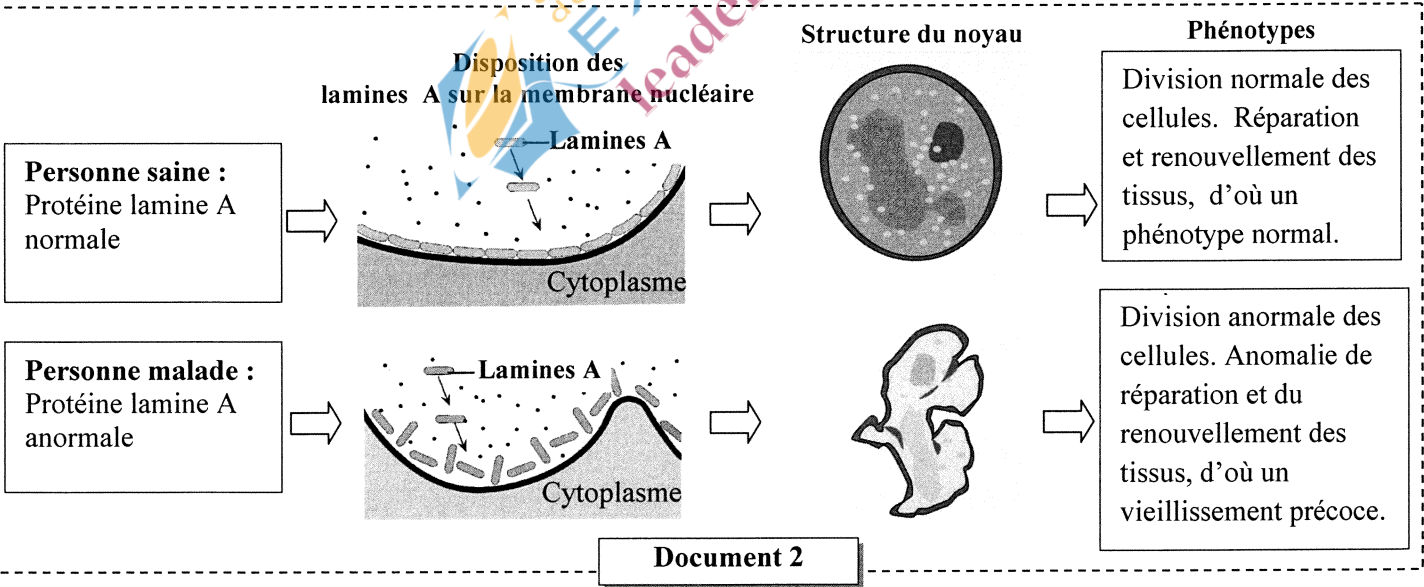 Disposition des
lamines A sur la membrane nucléaire
Structure du noyau
Phénotypes
Personne saine :
Protéine lamine A
normale
Lamines A
Cytoplasme
Division normale des
cellules. Réparation
et renouvellement des
tissus, d'où un
phénotype normal.
Personne malade :
Protéine lamine A
anormale
Lamines A
Cytoplasme
Division anormale des
cellules. Anomalie de
réparation et du
renouvellement des
tissus, d'où un
vieillissement précoce.
Document 2